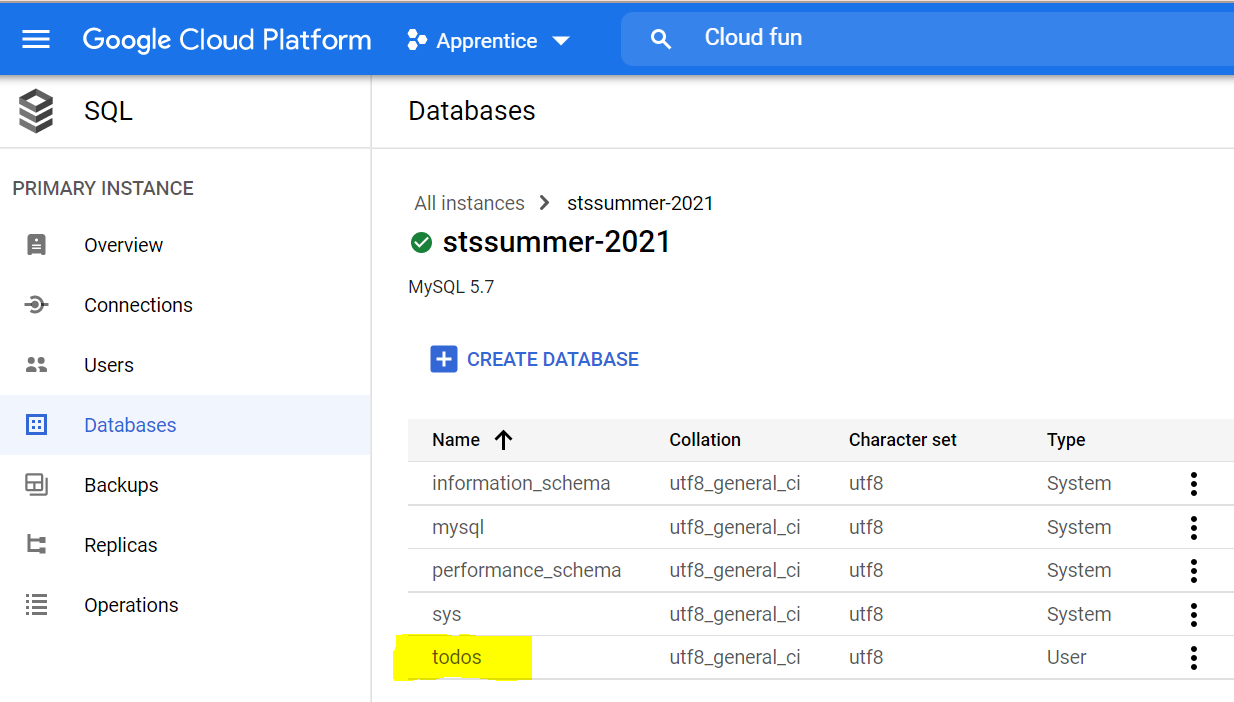 Google Cloud Platform Apprentice Cloud fun
SQL
Databases
PRIMARY INSTANCE
Overview
Connections
Users
Databases
Backups
Replicas
Operations
All instances stssummer-2021
stssummer-2021
MySQL 5.7
CREATE DATABASE
Name Collation Character set Type
information_schema utf8_general_ci utf8 System
mysql utf8_general_ci utf8 System
performance_schema utf8_general_ci utf8 System
sys utf8_general_ci utf8 System
todos utf8_general_ci utf8 User